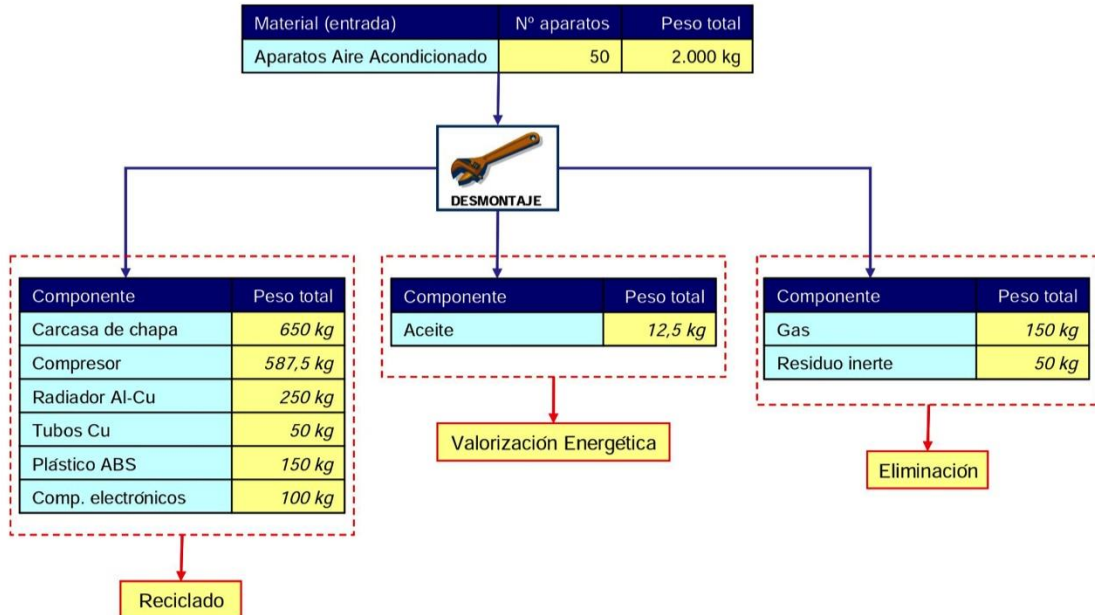 Material (entrada) Nº aparatos Peso total
Aparatos Aire Acondicionado 50 2.000 kg
DESMONTAJE
Componente Peso total
Carcasa de chapa 650 kg
Compresor 587,5 kg
Radiador Al-Cu 250 kg
Tubos Cu 50 kg
Plástico ABS 150 kg
Comp. electrónicos 100 kg
Reciclado
Componente Peso total
Aceite 12,5 kg
Valorización Energética
Componente Peso total
Gas 150 kg
Residuo inerte 50 kg
Eliminación